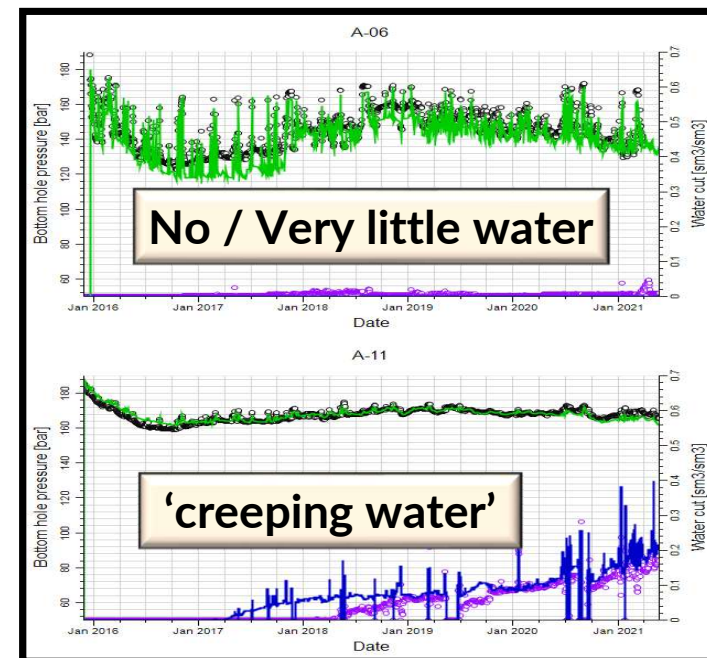 A-06
Bottom hole pressure [bar]
180
160
140
120
100
80
60
0.7
0.6
0.5
0.4
0.3
0.2
0.1
0
Water cut [sm3/sm3]
No / Very little water
Jan 2016 Jan 2017 Jan 2018 Jan 2019 Jan 2020 Jan 2021
Date
A-11
Bottom hole pressure [bar]
180
160
140
120
100
80
60
0.7
0.6
0.5
0.4
0.3
0.2
0.1
0
Water cut [sm3/sm3]
‘creeping water’
Jan 2016 Jan 2017 Jan 2018 Jan 2019 Jan 2020 Jan 2021
Date